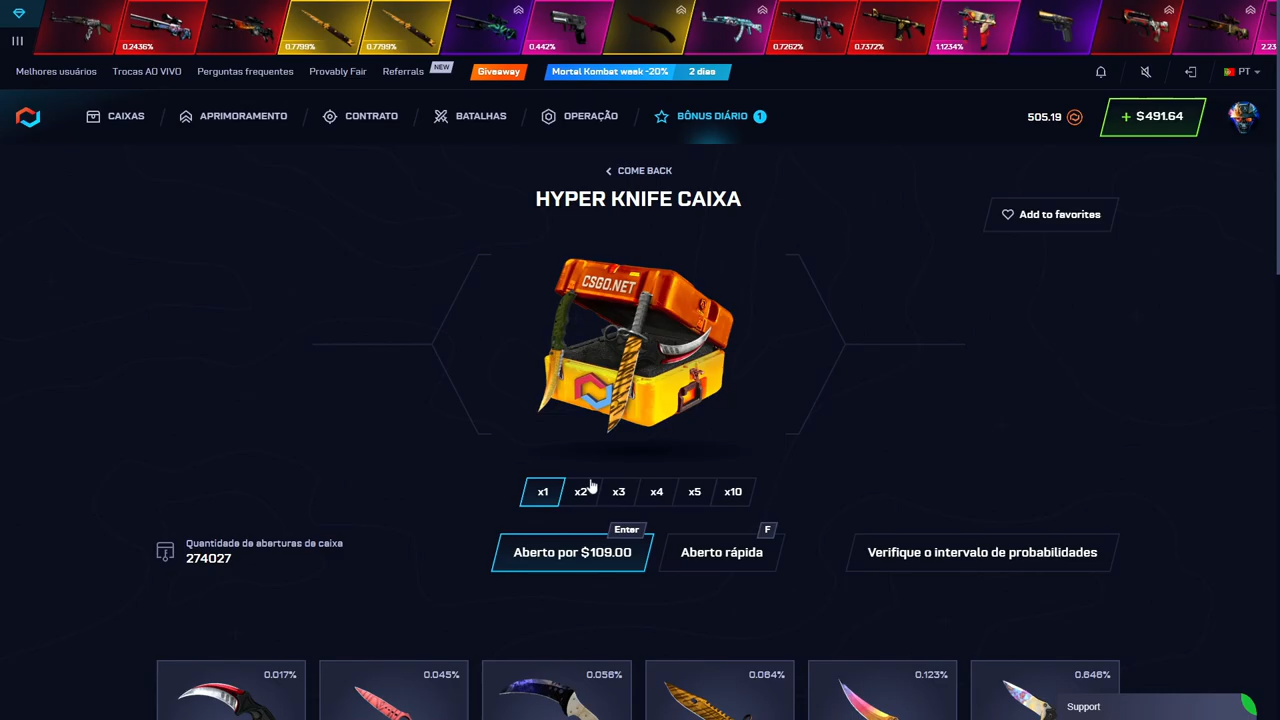 0.2436%
0.7799%
0.7799%
0.442%
0.7262%
0.7372%
1.1234%
2.23
Melhores usuários
Trocas AO VIVO
Perguntas frequentes
Provably Fair
Referrals
NEW
Giveaway
Mortal Kombat week -20%
2 dias
PT
CAIXAS
APRIMORAMENTO
CONTRATO
BATALHAS
OPERAÇÃO
BÔNUS DIÁRIO 1
505.19
+ $491.64
COME BACK
HYPER KNIFE CAIXA
Add to favorites
CSGO.NET
x1
x2
x3
x4
x5
x10
Enter
F
Quantidade de aberturas de caixa
274027
Aberto por $109.00
Aberto rápida
Verifique o intervalo de probabilidades
0.017%
0.045%
0.056%
0.064%
0.123%
0.646%
Support